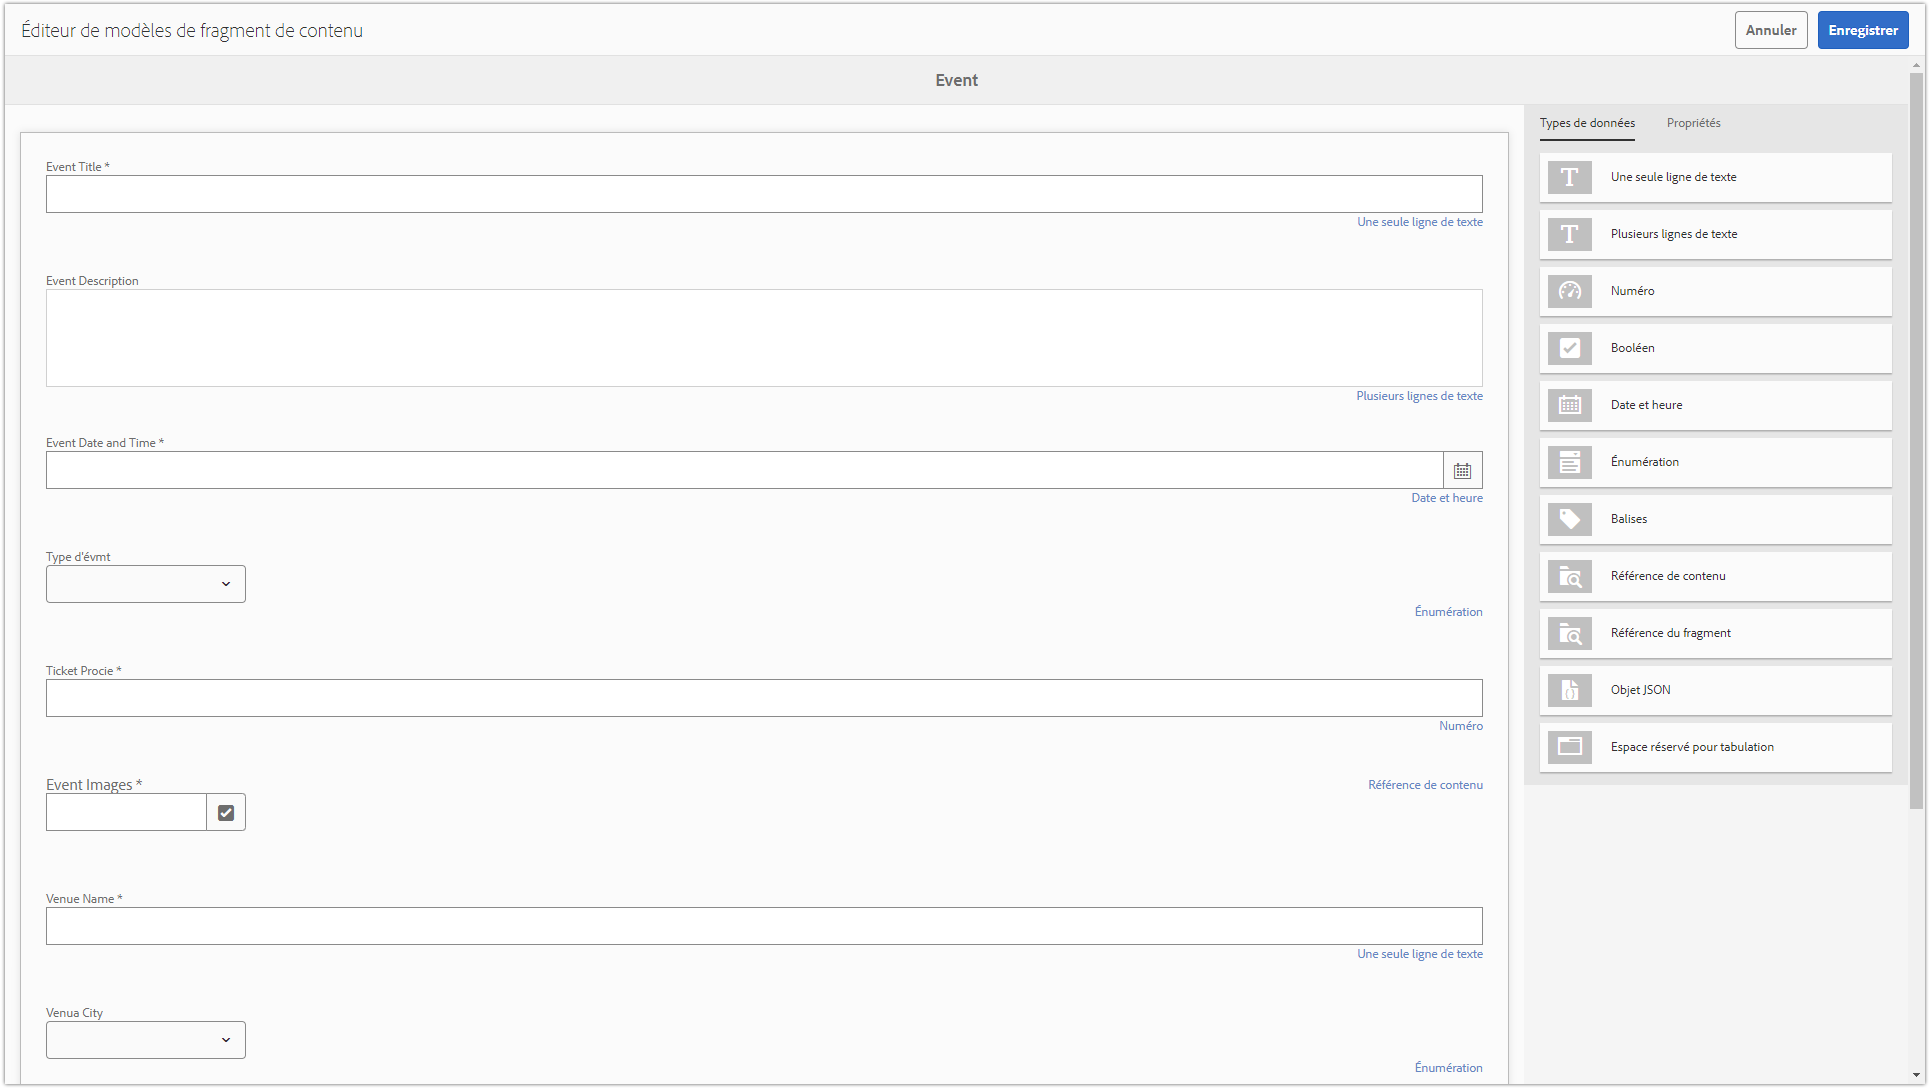 Éditeur de modèles de fragment de contenu
Annuler
Enregistrer
Event
Event Title *
Une seule ligne de texte
Event Description
Plusieurs lignes de texte
Event Date and Time *
Date et heure
Type d'évmt
Énumération
Ticket Procie *
Numéro
Event Images *
Référence de contenu
Venue Name *
Une seule ligne de texte
Venua City
Énumération
Types de données
Propriétés
Une seule ligne de texte
Plusieurs lignes de texte
Numéro
Booléen
Date et heure
Énumération
Balises
Référence de contenu
Référence du fragment
Objet JSON
Espace réservé pour tabulation